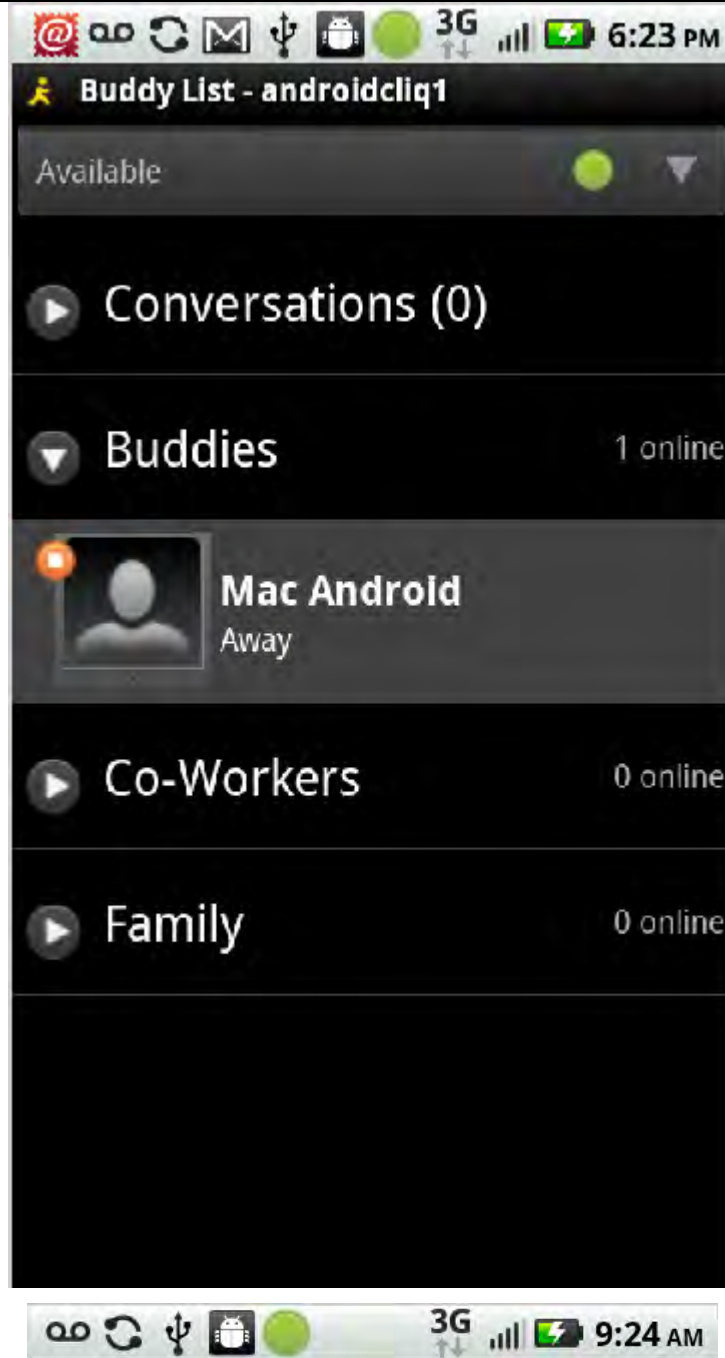 3G 6:23 PM
Buddy List - androidcliq1
Available
Conversations (0)
Buddies 1 online
Mac Android
Away
Co-Workers 0 online
Family 0 online
3G 9:24 AM